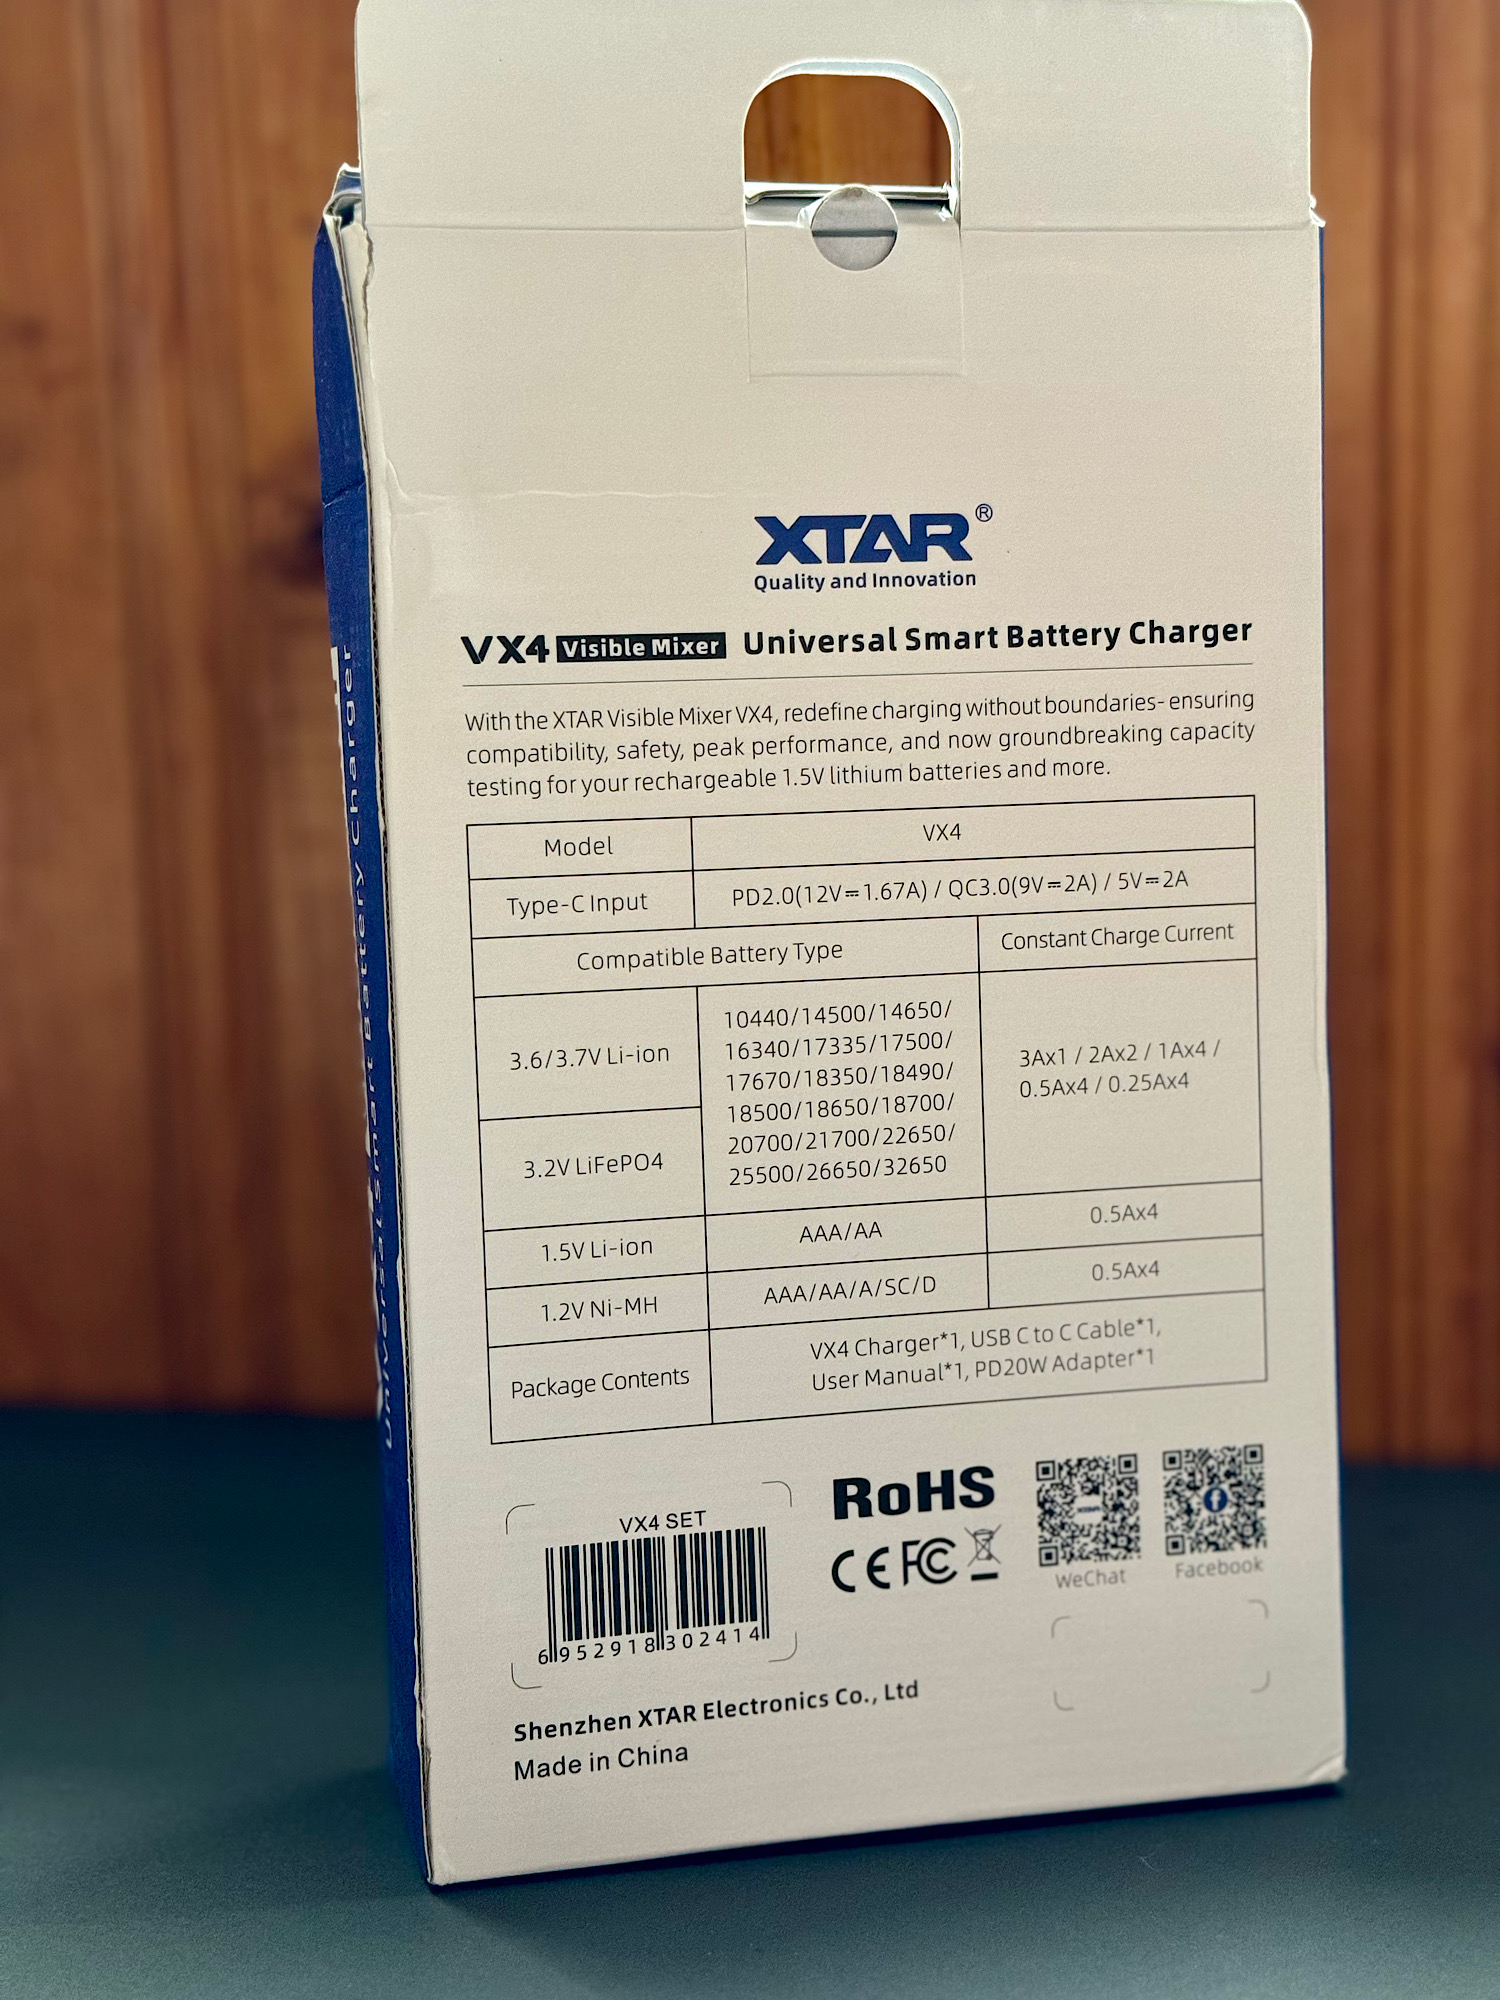 XTAR®
Quality and Innovation
VX4 Visible Mixer Universal Smart Battery Charger
With the XTAR Visible Mixer VX4, redefine charging without boundaries- ensuring
compatibility, safety, peak performance, and now groundbreaking capacity
testing for your rechargeable 1.5V lithium batteries and more.
Model VX4
Type-C Input PD2.0(12V⎓1.67A) / QC3.0(9V⎓2A) / 5V⎓2A
Compatible Battery Type Constant Charge Current
3.6/3.7V Li-ion
3.2V LiFePO4
10440/14500/14650/
16340/17335/17500/
17670/18350/18490/
18500/18650/18700/
20700/21700/22650/
25500/26650/32650
3Ax1 / 2Ax2 / 1Ax4 /
0.5Ax4 / 0.25Ax4
1.5V Li-ion AAA/AA 0.5Ax4
1.2V Ni-MH AAA/AA/A/SC/D 0.5Ax4
Package Contents
VX4 Charger*1, USB C to C Cable*1,
User Manual*1, PD20W Adapter*1
VX4 SET
6 952918 302414
RoHS
CE FC
WeChat
Facebook
Shenzhen XTAR Electronics Co., Ltd
Made in China
Universal Smart Battery Charger